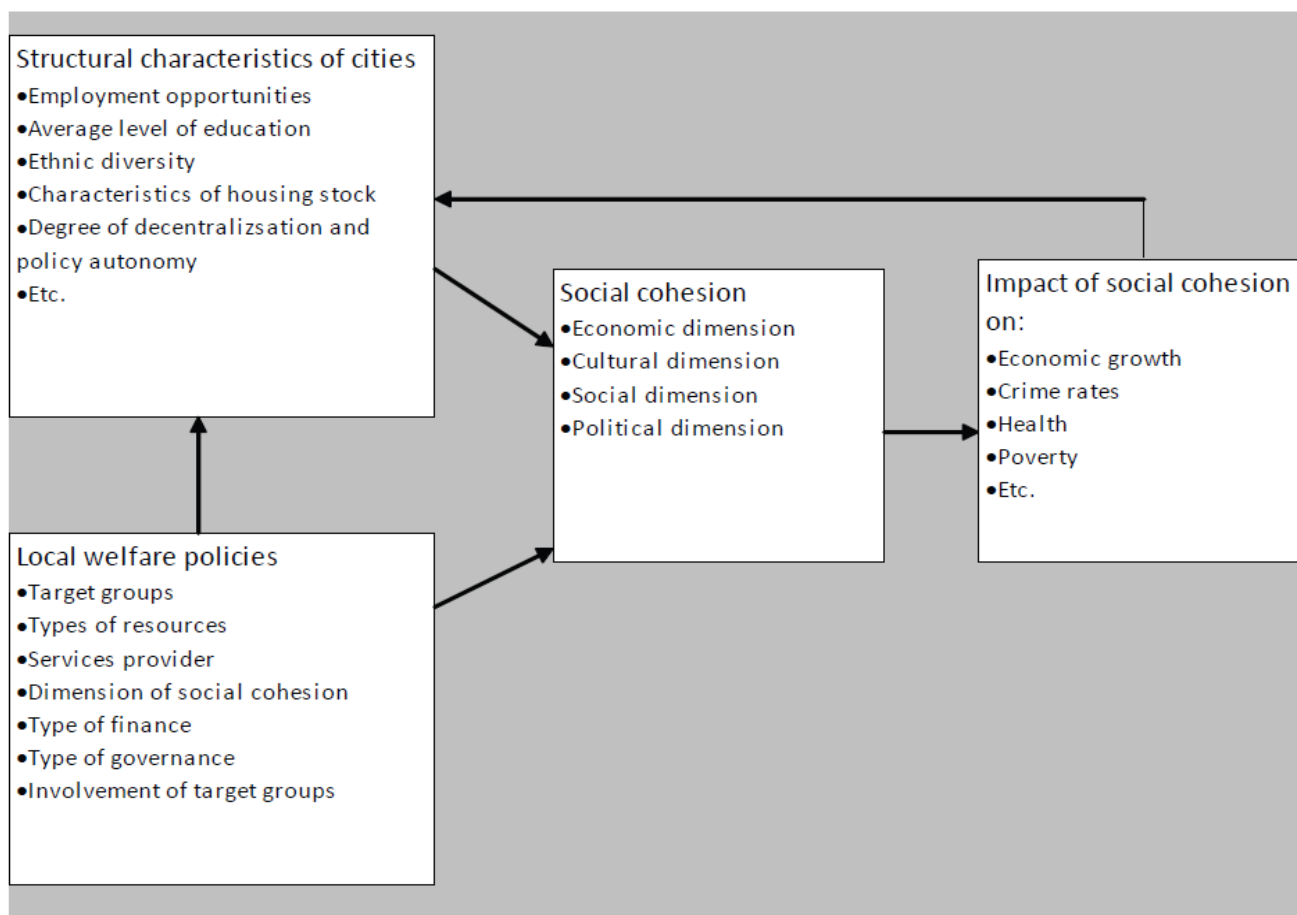 Structural characteristics of cities
•Employment opportunities
•Average level of education
•Ethnic diversity
•Characteristics of housing stock
•Degree of decentralizsation and
policy autonomy
•Etc.
Local welfare policies
•Target groups
•Types of resources
•Services provider
•Dimension of social cohesion
•Type of finance
•Type of governance
•Involvement of target groups
Social cohesion
•Economic dimension
•Cultural dimension
•Social dimension
•Political dimension
Impact of social cohesion
on:
•Economic growth
•Crime rates
•Health
•Poverty
•Etc.